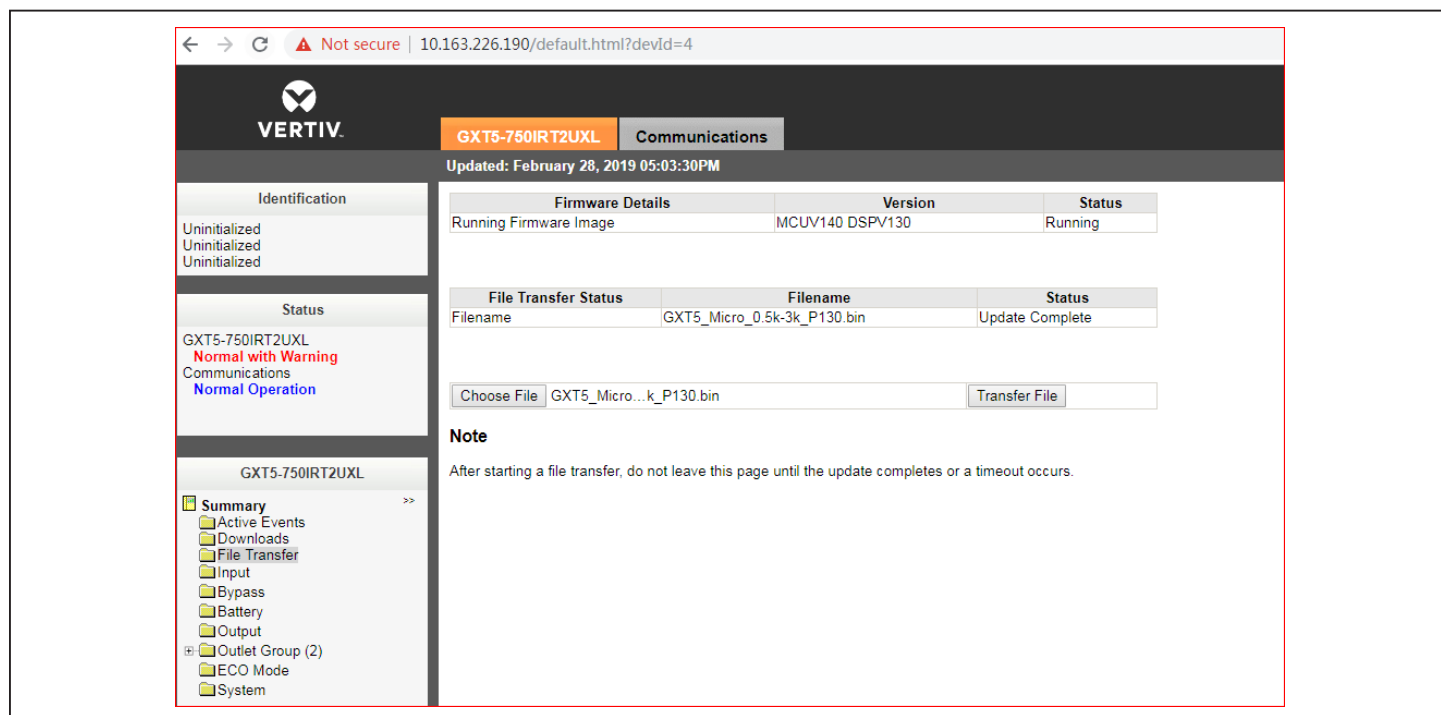 Not secure | 10.163.226.190/default.html?devId=4
VERTIV.
GXT5-750IRT2UXL Communications
Updated: February 28, 2019 05:03:30PM
Identification
Uninitialized
Uninitialized
Uninitialized
Status
GXT5-750IRT2UXL
Normal with Warning
Communications
Normal Operation
GXT5-750IRT2UXL
Summary >>
Active Events
Downloads
File Transfer
Input
Bypass
Battery
Output
Outlet Group (2)
ECO Mode
System
Firmware Details Version Status
Running Firmware Image MCUV140 DSPV130 Running
File Transfer Status Filename Status
Filename GXT5_Micro_0.5k-3k_P130.bin Update Complete
Choose File GXT5_Micro…k_P130.bin Transfer File
Note
After starting a file transfer, do not leave this page until the update completes or a timeout occurs.